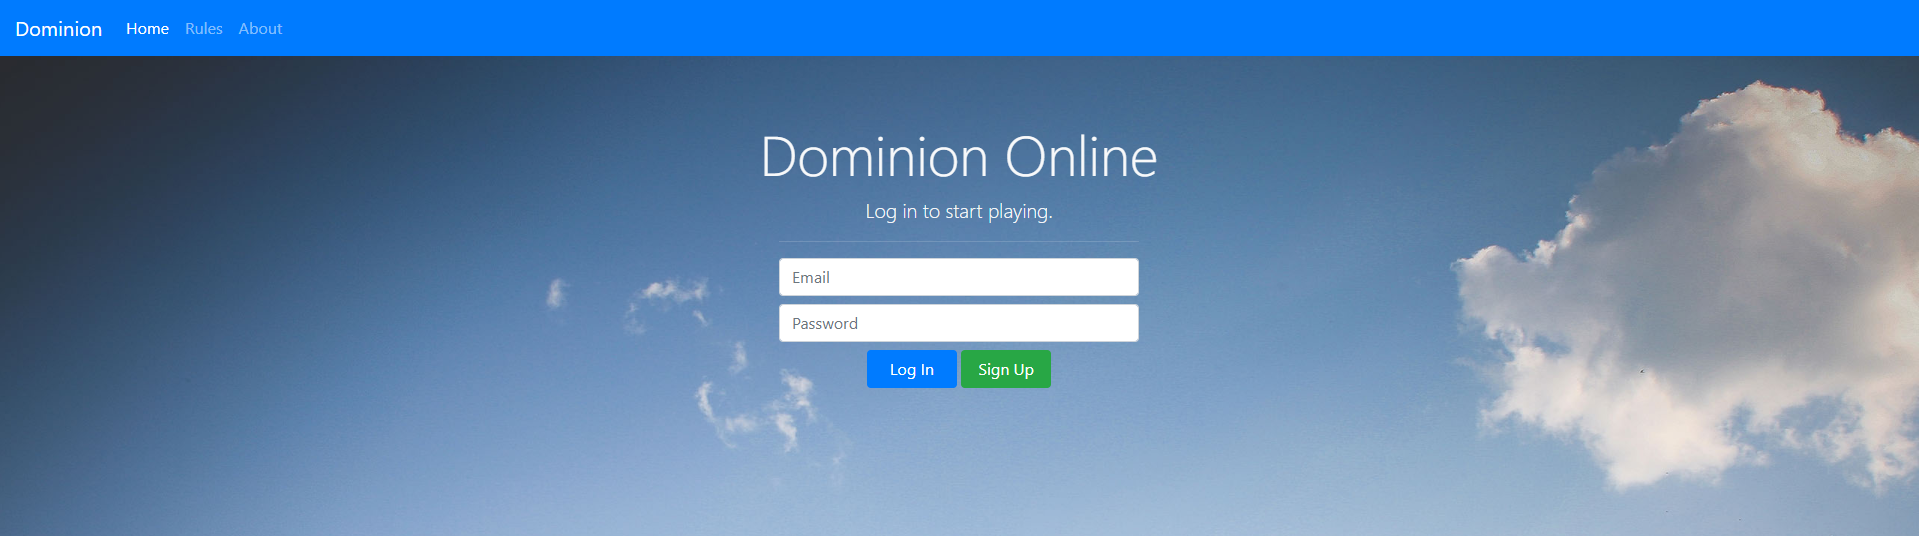 Dominion Home Rules About
Dominion Online
Log in to start playing.
Email
Password
Log In Sign Up